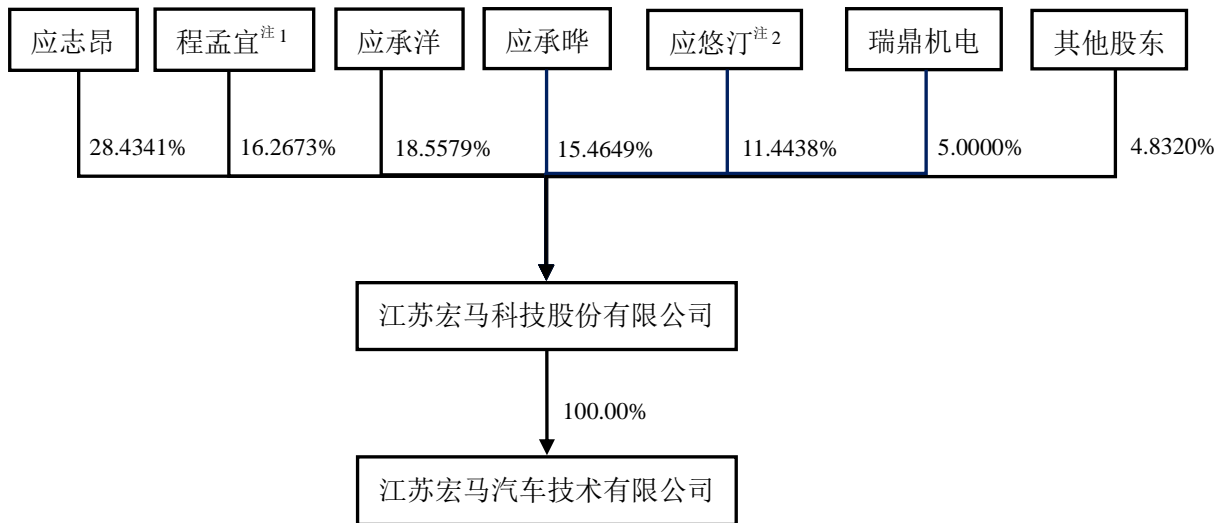 应志昂 程孟宜注1 应承洋 应承晔 应悠汀注2 瑞鼎机电 其他股东
28.4341% 16.2673% 18.5579% 15.4649% 11.4438% 5.0000% 4.8320%
江苏宏马科技股份有限公司
100.00%
江苏宏马汽车技术有限公司